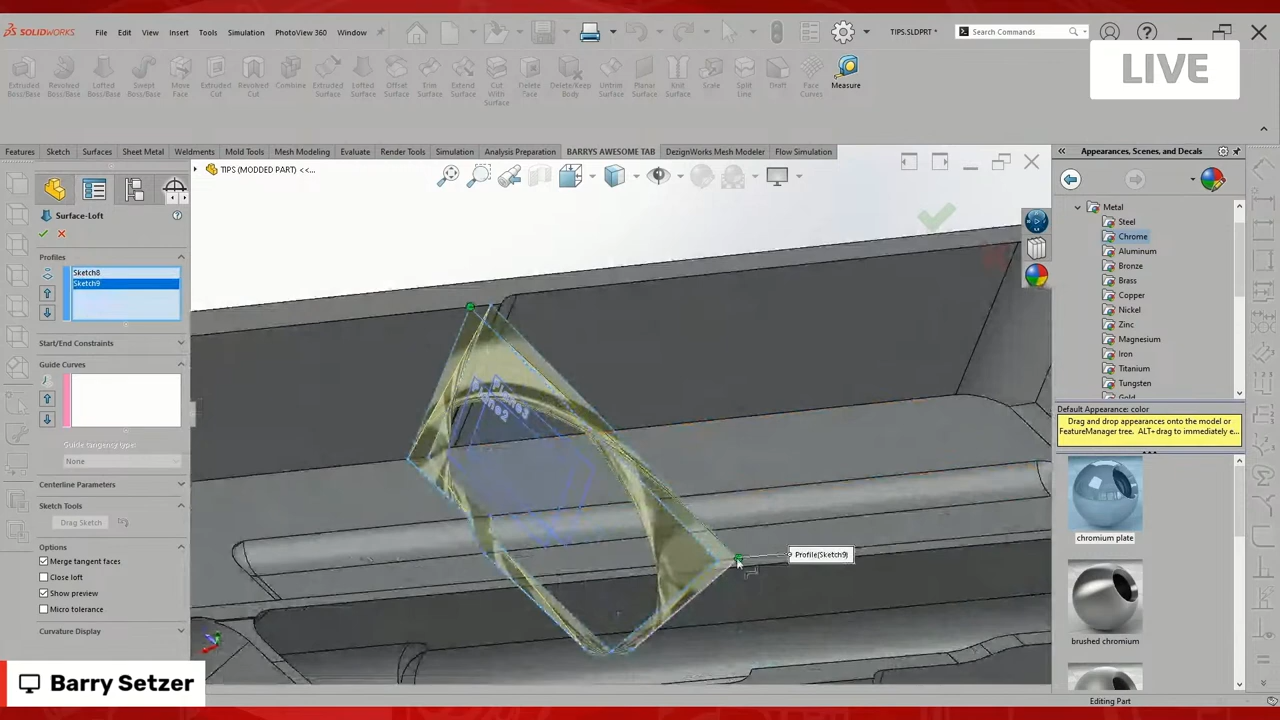 SOLIDWORKS
File
Edit
View
Insert
Tools
Simulation
PhotoView 360
Window
TIPS.SLDPRT *
Search Commands
LIVE
Extruded Boss/Base
Revolved Boss/Base
Lofted Boss/Base
Swept Boss/Base
Move Face
Extruded Cut
Revolved Cut
Combine
Extruded Surface
Lofted Surface
Offset Surface
Trim Surface
Extend Surface
Cut With Surface
Delete Face
Delete/Keep Body
Untrim Surface
Planar Surface
Knit Surface
Scale
Split Line
Draft
Face Curves
Measure
Features
Sketch
Surfaces
Sheet Metal
Weldments
Mold Tools
Mesh Modeling
Evaluate
Render Tools
Simulation
Analysis Preparation
BARRYS AWESOME TAB
DezignWorks Mesh Modeler
Flow Simulation
TIPS (MODDED PART) <<...
Surface-Loft
Profiles
Sketch8
Sketch9
Start/End Constraints
Guide Curves
Guide tangency type:
None
Centerline Parameters
Sketch Tools
Drag Sketch
Options
Merge tangent faces
Close loft
Show preview
Micro tolerance
Curvature Display
Profile(Sketch9)
Appearances, Scenes, and Decals
Metal
Steel
Chrome
Aluminum
Bronze
Brass
Copper
Nickel
Zinc
Magnesium
Iron
Titanium
Tungsten
Gold
Default Appearance: color
Drag and drop appearances onto the model or
FeatureManager tree. ALT+drag to immediately e...
chromium plate
brushed chromium
Barry Setzer
Editing Part